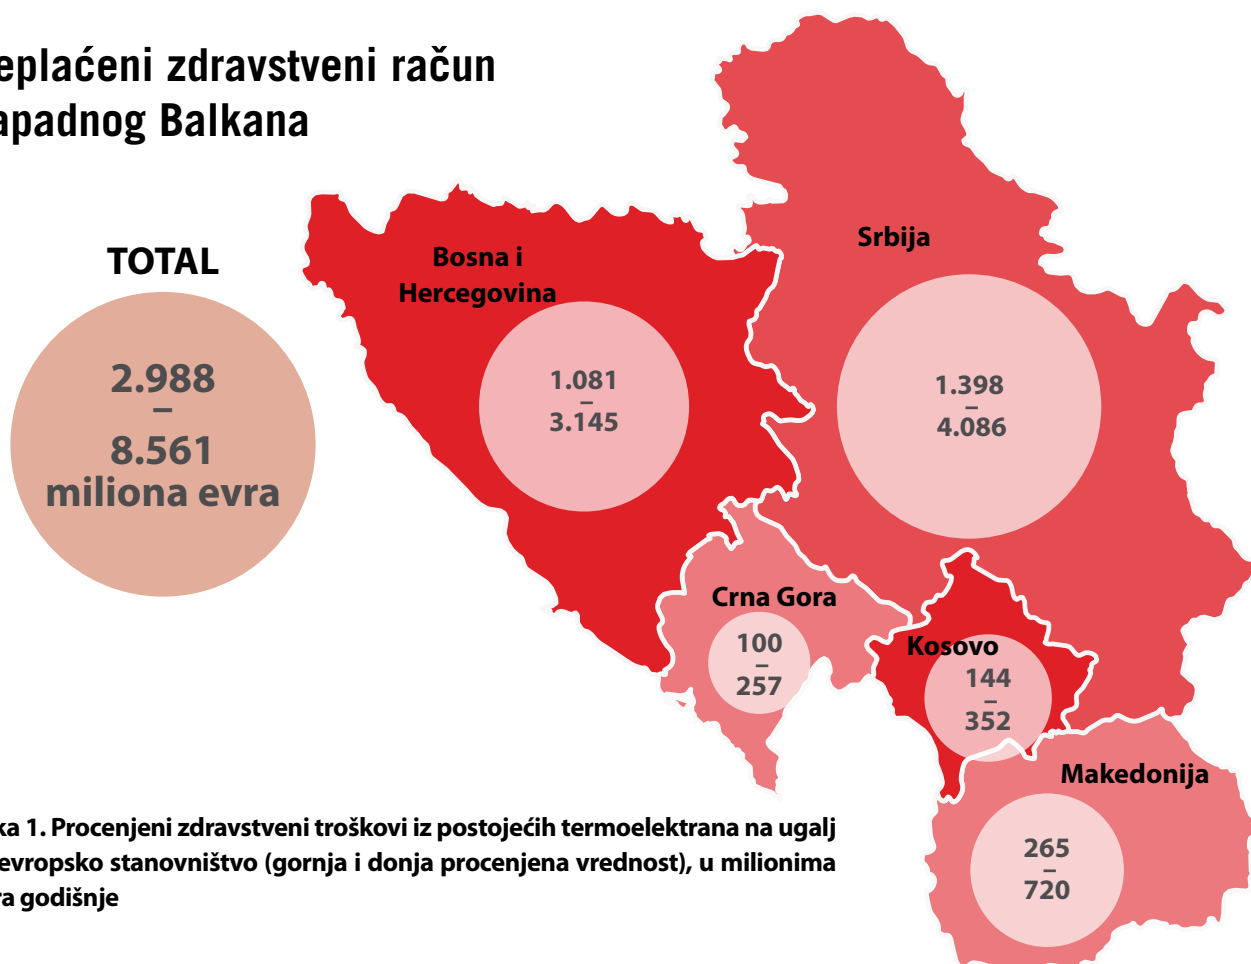 eplaćeni zdravstveni račun
apadnog Balkana
TOTAL
2.988
–
8.561
miliona evra
Bosna i
Hercegovina
1.081
–
3.145
Srbija
1.398
–
4.086
Crna Gora
100
–
257
Kosovo
144
–
352
Makedonija
265
–
720
ka 1. Procenjeni zdravstveni troškovi iz postojećih termoelektrana na ugalj
evropsko stanovništvo (gornja i donja procenjena vrednost), u milionima
ra godišnje